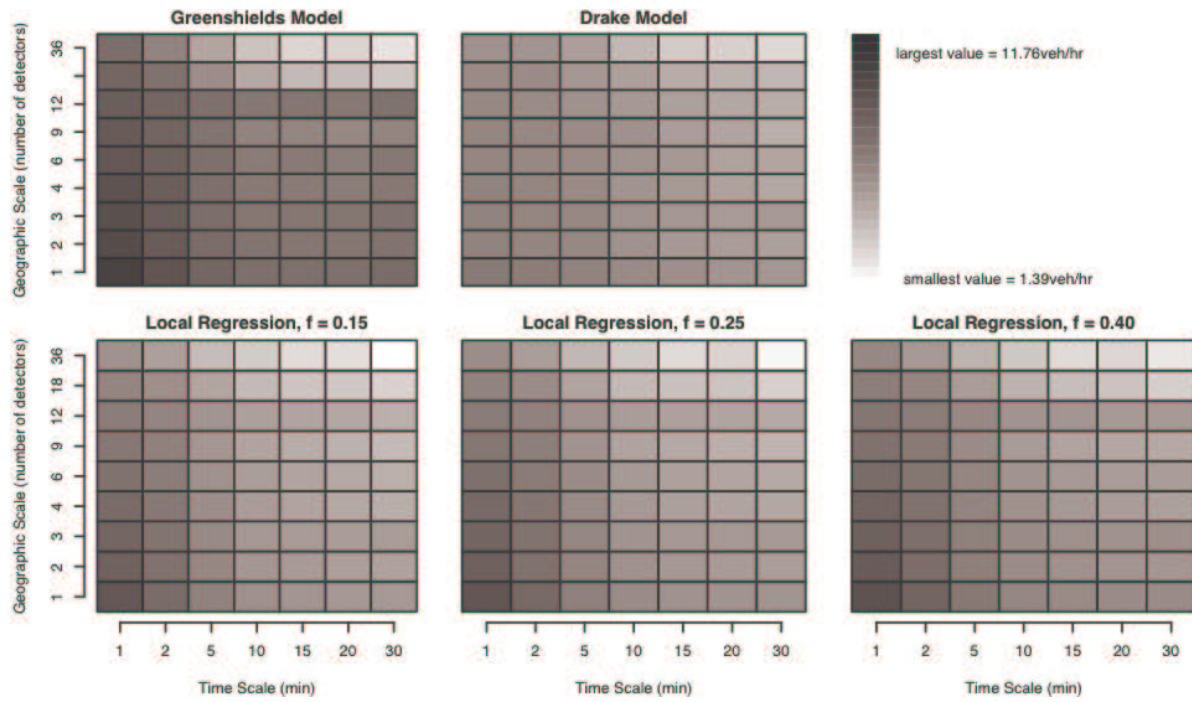 Greenshields Model
Drake Model
Geographic Scale (number of detectors)
36
12
9
6
4
3
2
1
largest value = 11.76veh/hr
smallest value = 1.39veh/hr
Local Regression, f = 0.15
Local Regression, f = 0.25
Local Regression, f = 0.40
Geographic Scale (number of detectors)
36
18
12
9
6
4
3
2
1
1 2 5 10 15 20 30
1 2 5 10 15 20 30
1 2 5 10 15 20 30
Time Scale (min)
Time Scale (min)
Time Scale (min)